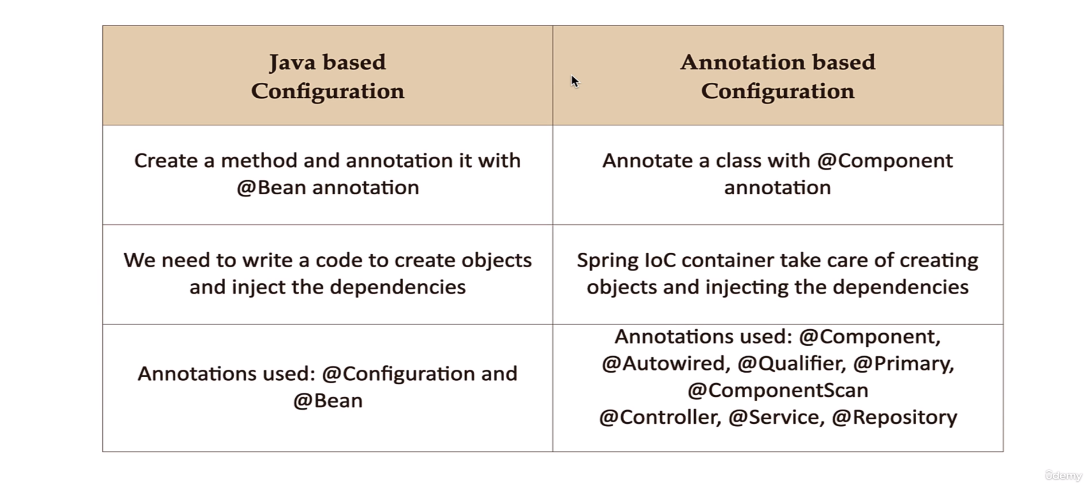 Java based
Configuration
Annotation based
Configuration
Create a method and annotation it with
@Bean annotation
Annotate a class with @Component
annotation
We need to write a code to create objects
and inject the dependencies
Spring IoC container take care of creating
objects and injecting the dependencies
Annotations used: @Configuration and
@Bean
Annotations used: @Component,
@Autowired, @Qualifier, @Primary,
@ComponentScan
@Controller, @Service, @Repository
ûdemy